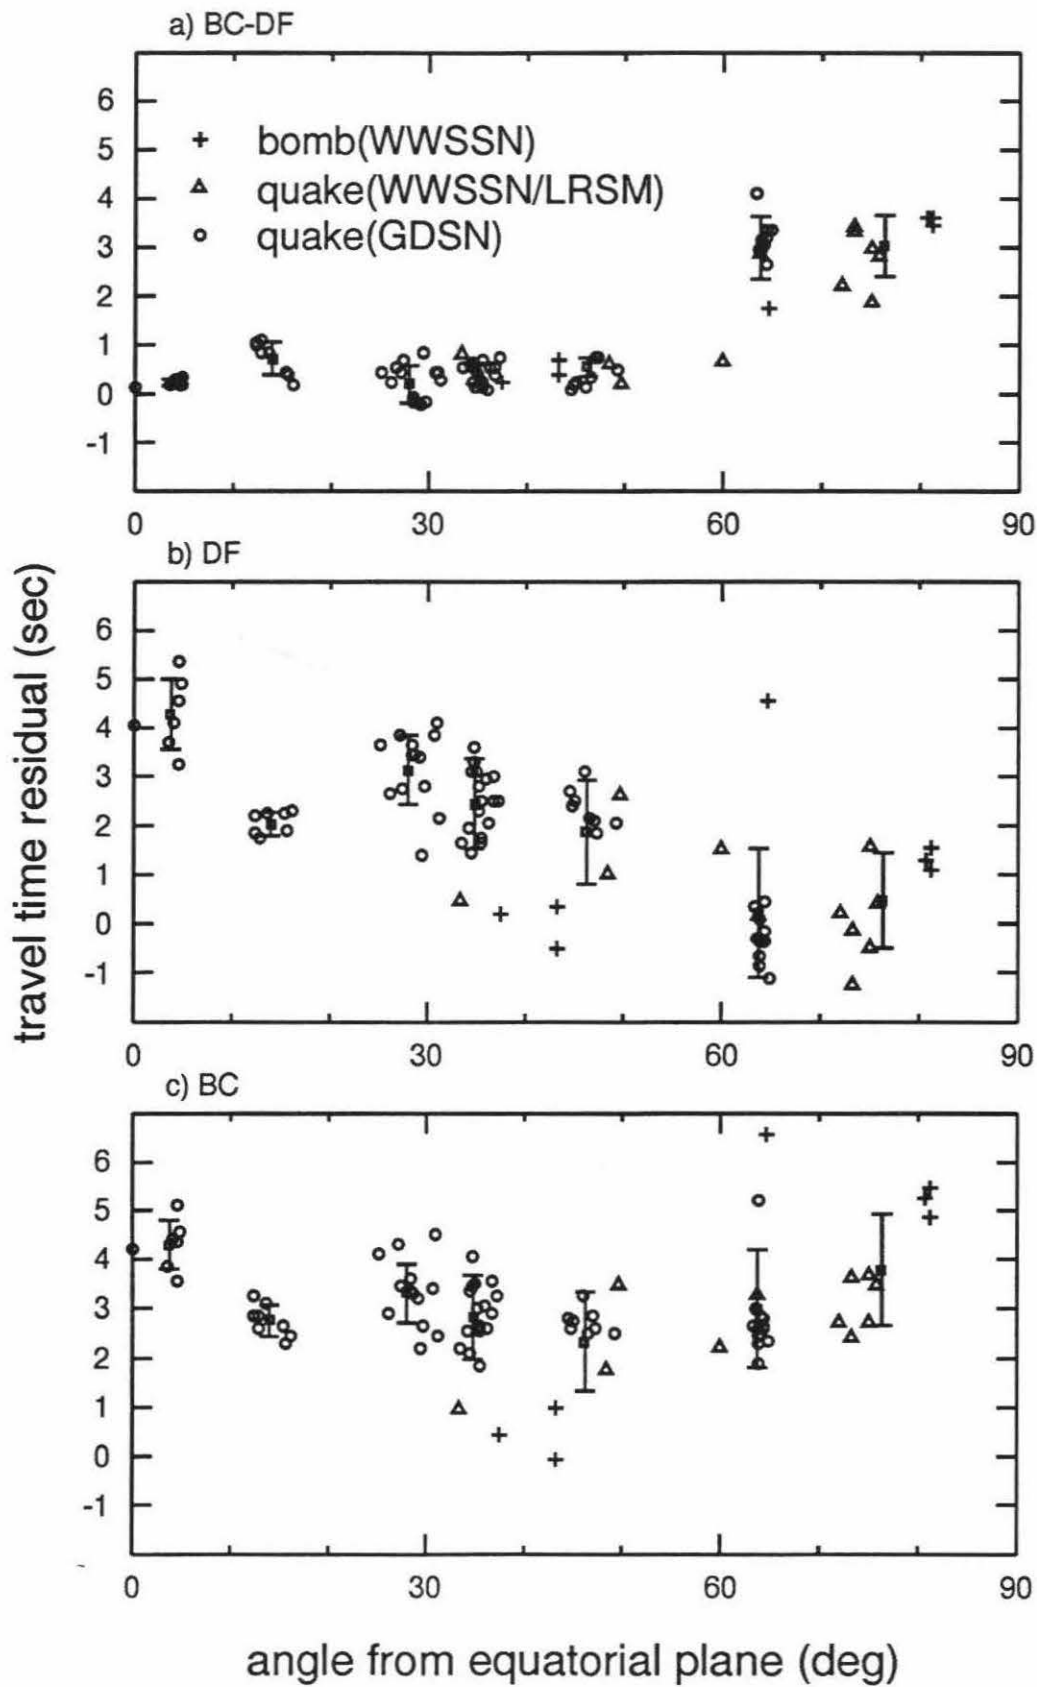 a) BC-DF
6
5
4
3
2
1
0
-1
+ bomb(WWSSN)
△ quake(WWSSN/LRSM)
o quake(GDSN)
0 30 60 90
b) DF
6
5
4
3
2
1
0
-1
0 30 60 90
travel time residual (sec)
c) BC
6
5
4
3
2
1
0
-1
0 30 60 90
angle from equatorial plane (deg)